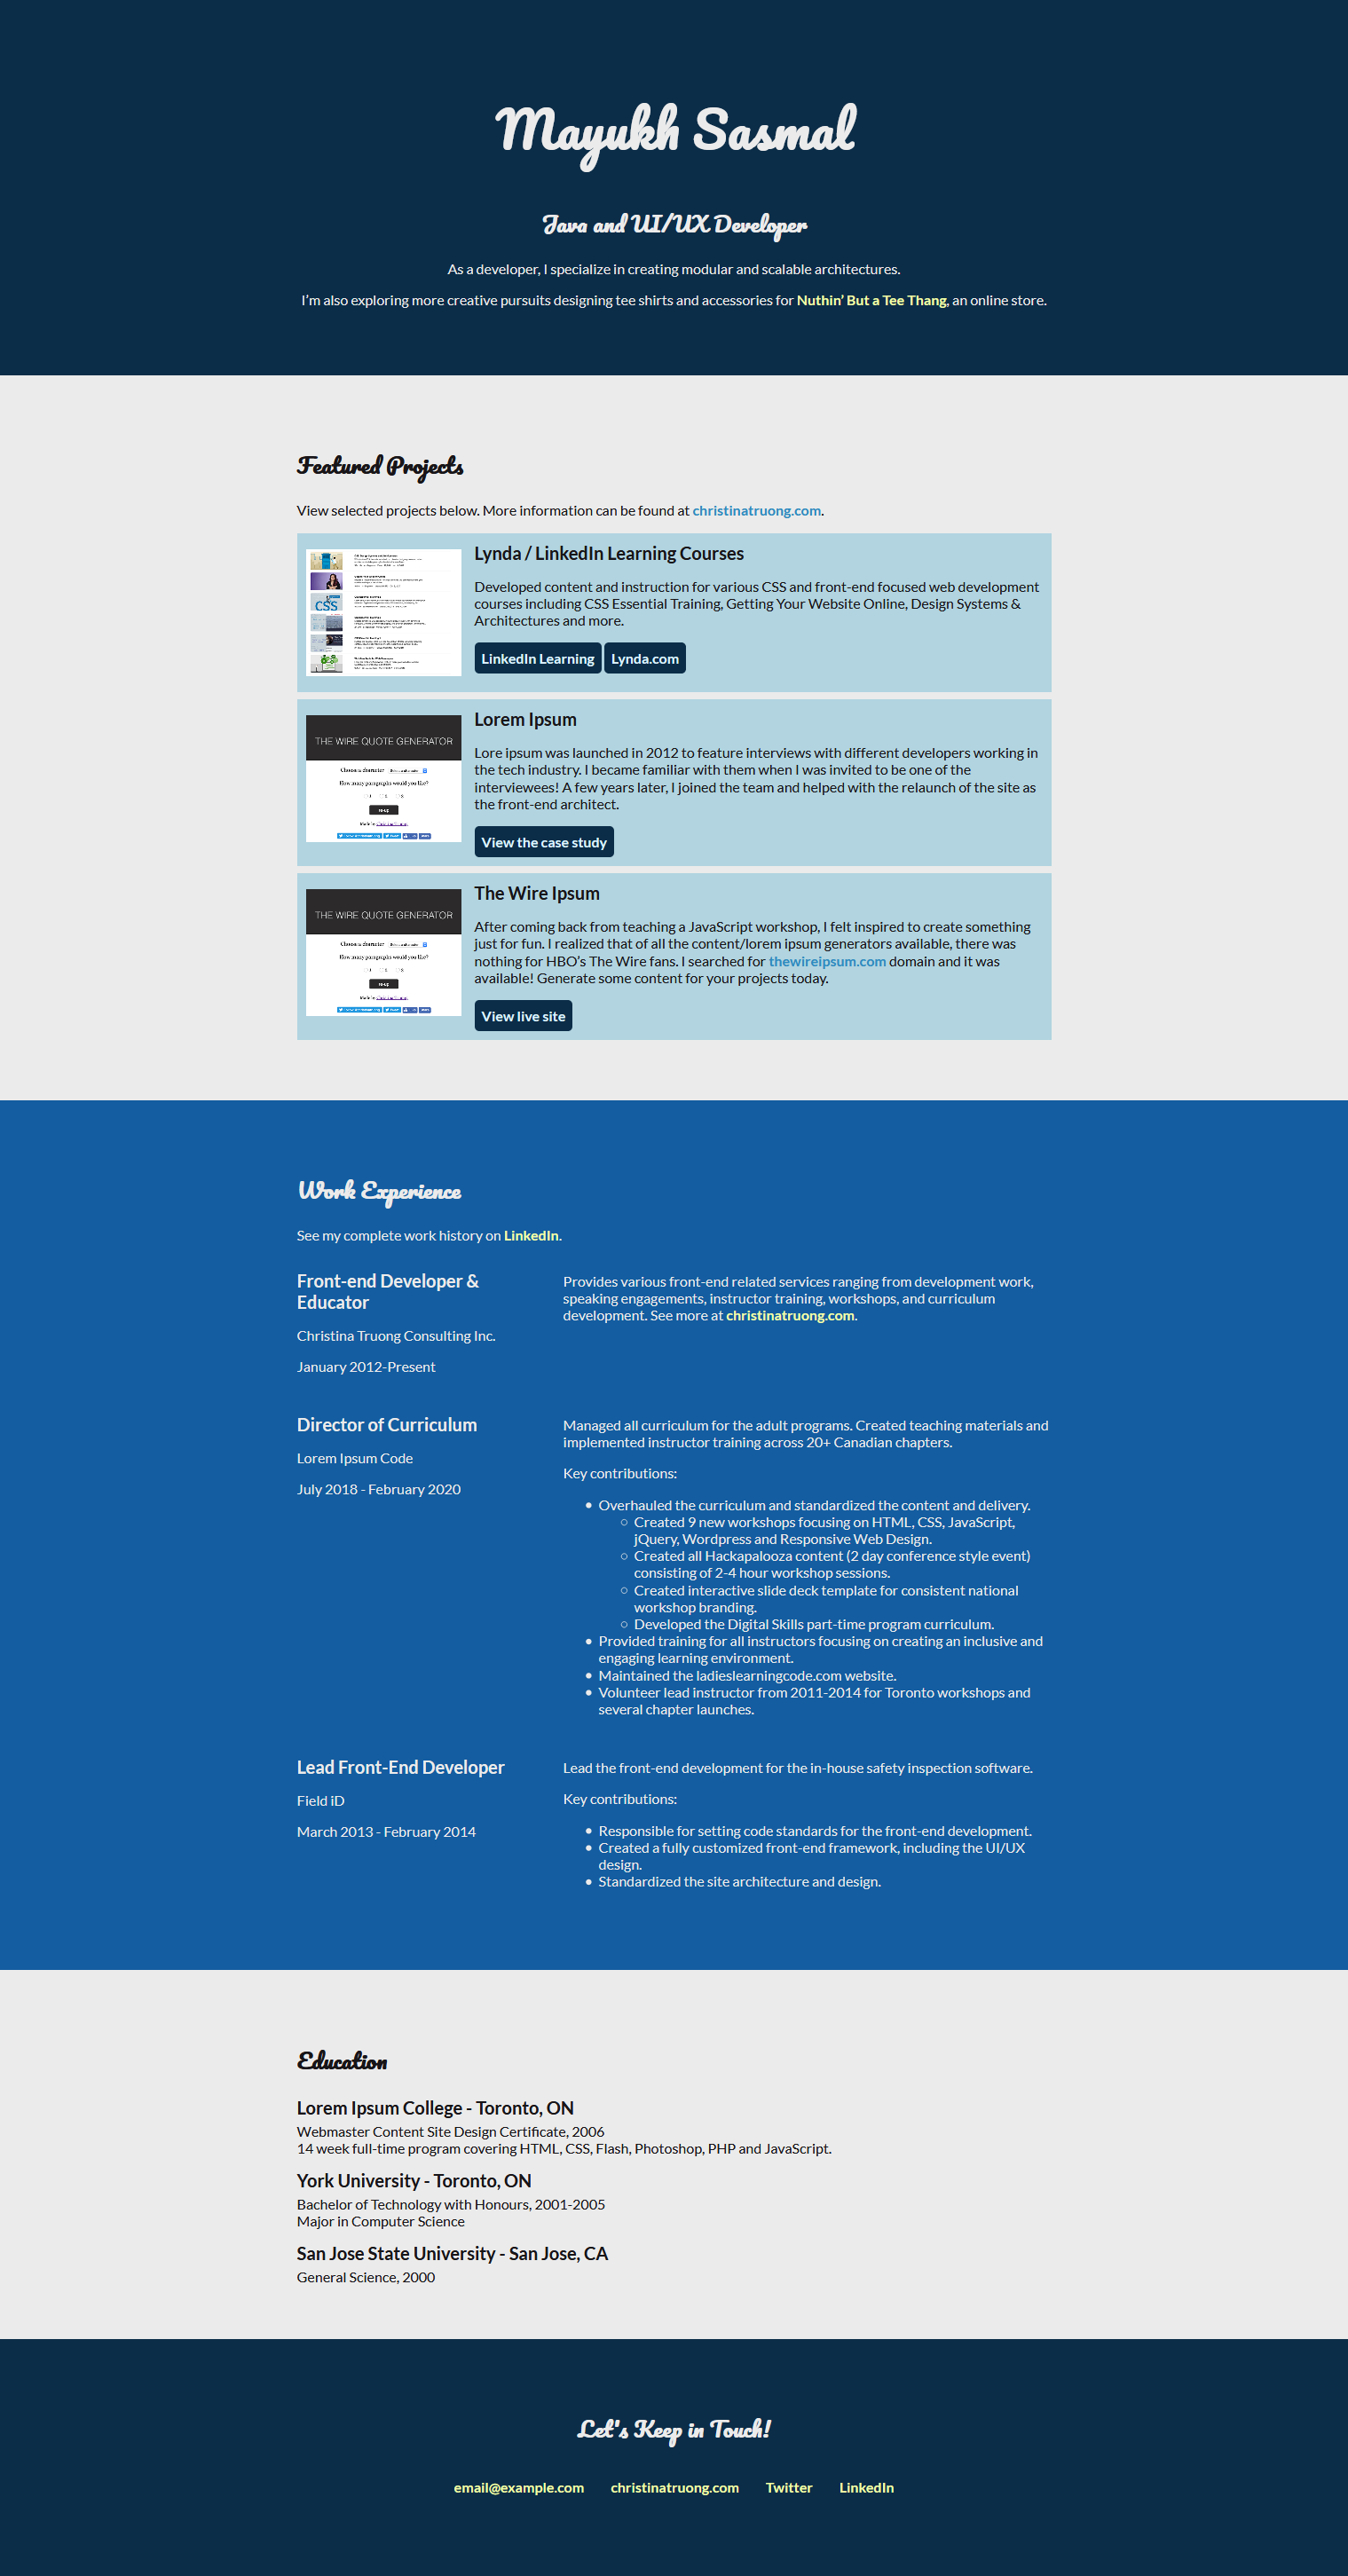 Mayukh Sasmal
Java and UI/UX Developer
As a developer, I specialize in creating modular and scalable architectures.
I'm also exploring more creative pursuits designing tee shirts and accessories for Nuthin' But a Tee Thang, an online store.
Featured Projects
View selected projects below. More information can be found at christinatruong.com.
CSS
Lynda / LinkedIn Learning Courses
Developed content and instruction for various CSS and front-end focused web development
courses including CSS Essential Training, Getting Your Website Online, Design Systems &
Architectures and more.
LinkedIn Learning Lynda.com
THE WIRE QUOTE GENERATOR
Choose a character
How many paragraphs would you like?
Lorem Ipsum
Lore ipsum was launched in 2012 to feature interviews with different developers working in
the tech industry. I became familiar with them when I was invited to be one of the
interviewees! A few years later, I joined the team and helped with the relaunch of the site as
the front-end architect.
View the case study
THE WIRE QUOTE GENERATOR
Choose a character
How many paragraphs would you like?
The Wire Ipsum
After coming back from teaching a JavaScript workshop, I felt inspired to create something
just for fun. I realized that of all the content/lorem ipsum generators available, there was
nothing for HBO's The Wire fans. I searched for thewireipsum.com domain and it was
available! Generate some content for your projects today.
View live site
Work Experience
See my complete work history on LinkedIn.
Front-end Developer &
Educator
Christina Truong Consulting Inc.
January 2012-Present
Provides various front-end related services ranging from development work,
speaking engagements, instructor training, workshops, and curriculum
development. See more at christinatruong.com.
Director of Curriculum
Lorem Ipsum Code
July 2018 - February 2020
Managed all curriculum for the adult programs. Created teaching materials and
implemented instructor training across 20+ Canadian chapters.
Key contributions:
Overhauled the curriculum and standardized the content and delivery.
Created 9 new workshops focusing on HTML, CSS, JavaScript,
jQuery, Wordpress and Responsive Web Design.
Created all Hackapalooza content (2 day conference style event)
consisting of 2-4 hour workshop sessions.
Created interactive slide deck template for consistent national
workshop branding.
Developed the Digital Skills part-time program curriculum.
Provided training for all instructors focusing on creating an inclusive and
engaging learning environment.
Maintained the ladieslearningcode.com website.
Volunteer lead instructor from 2011-2014 for Toronto workshops and
several chapter launches.
Lead Front-End Developer
Field iD
March 2013 - February 2014
Lead the front-end development for the in-house safety inspection software.
Key contributions:
Responsible for setting code standards for the front-end development.
Created a fully customized front-end framework, including the UI/UX
design.
Standardized the site architecture and design.
Education
Lorem Ipsum College - Toronto, ON
Webmaster Content Site Design Certificate, 2006
14 week full-time program covering HTML, CSS, Flash, Photoshop, PHP and JavaScript.
York University - Toronto, ON
Bachelor of Technology with Honours, 2001-2005
Major in Computer Science
San Jose State University - San Jose, CA
General Science, 2000
Let's Keep in Touch!
email@example.com christinatruong.com Twitter LinkedIn